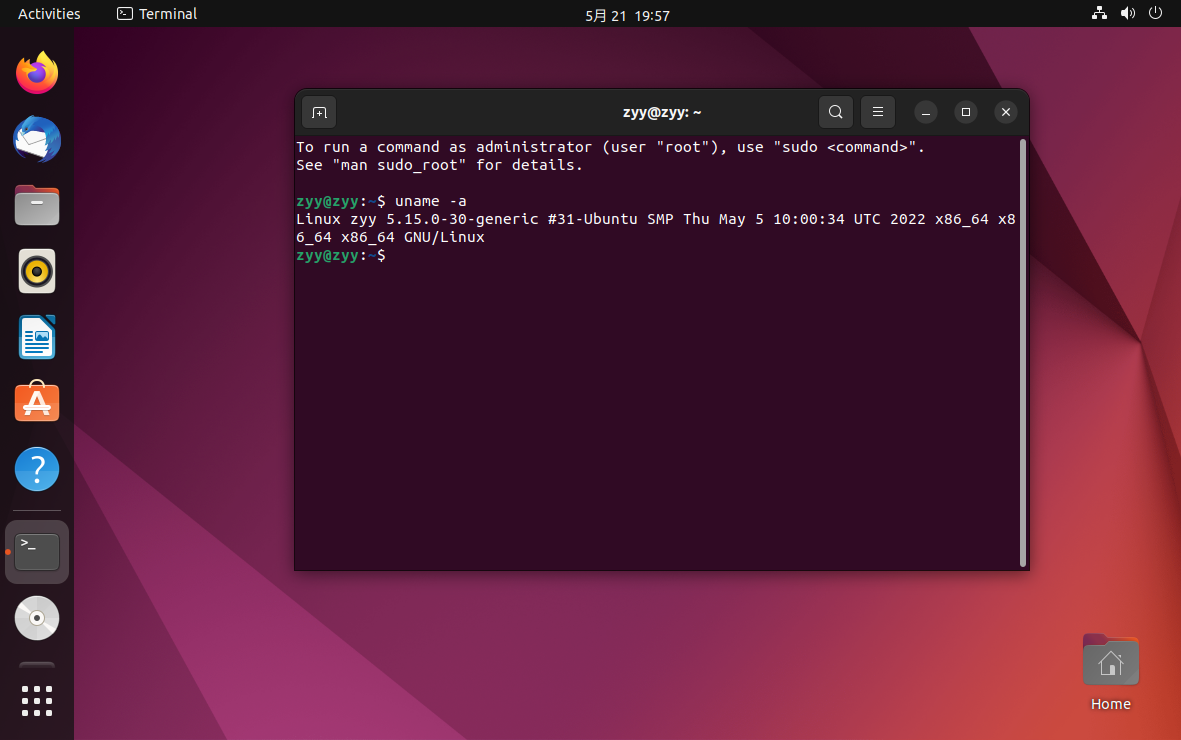 Activities
Terminal
5月 21 19:57
zyy@zyy: ~
To run a command as administrator (user "root"), use "sudo <command>".
See "man sudo_root" for details.
zyy@zyy:~$ uname -a
Linux zyy 5.15.0-30-generic #31-Ubuntu SMP Thu May 5 10:00:34 UTC 2022 x86_64 x8
6_64 x86_64 GNU/Linux
zyy@zyy:~$
Home